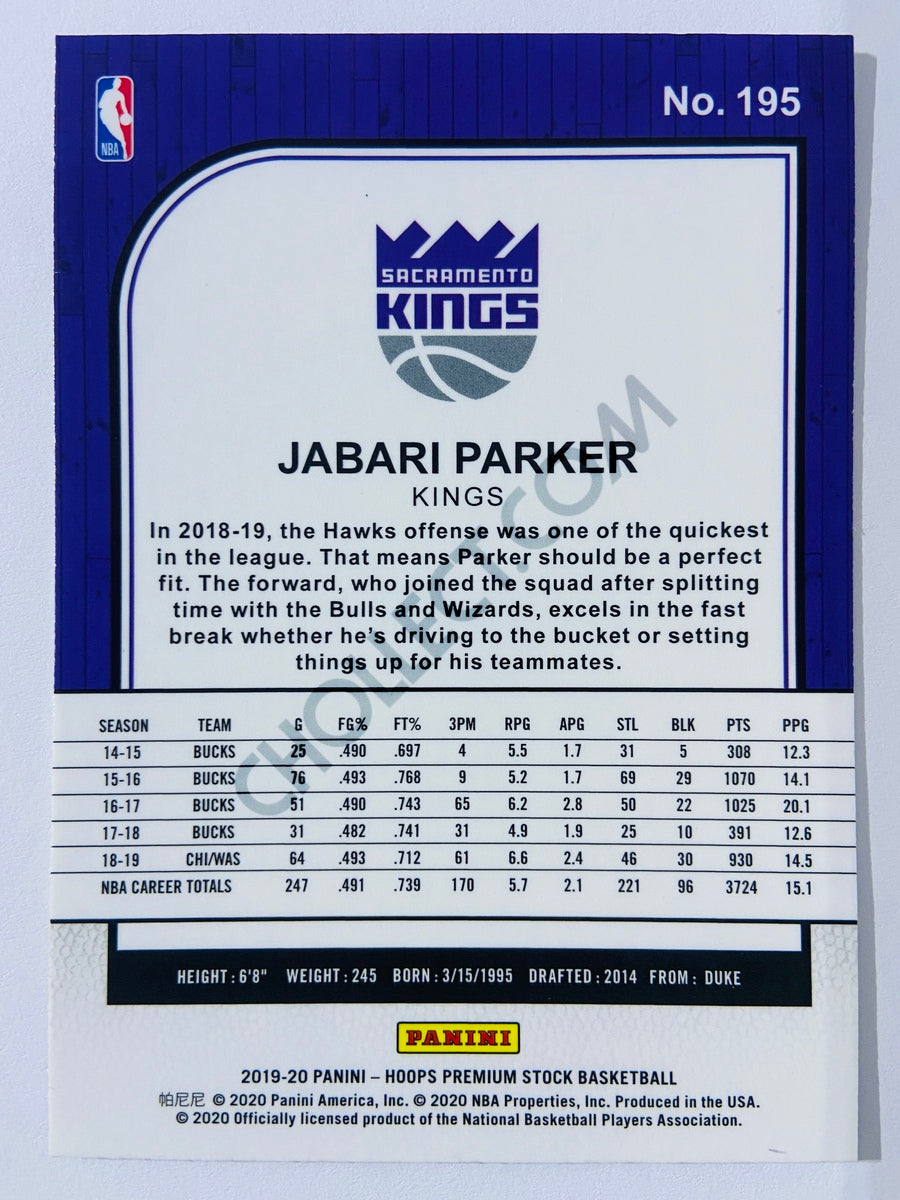 No. 195
NBA
SACRAMENTO
KINGS
JABARI PARKER
KINGS
In 2018-19, the Hawks offense was one of the quickest
in the league. That means Parker should be a perfect
fit. The forward, who joined the squad after splitting
time with the Bulls and Wizards, excels in the fast
break whether he's driving to the bucket or setting
things up for his teammates.
CHOLLECT.COM
SEASON TEAM G FG% FT% 3PM RPG APG STL BLK PTS PPG
14-15 BUCKS 25 .490 .697 4 5.5 1.7 31 5 308 12.3
15-16 BUCKS 76 .493 .768 9 5.2 1.7 69 29 1070 14.1
16-17 BUCKS 51 .490 .743 65 6.2 2.8 50 22 1025 20.1
17-18 BUCKS 31 .482 .741 31 4.9 1.9 25 10 391 12.6
18-19 CHI/WAS 64 .493 .712 61 6.6 2.4 46 30 930 14.5
NBA CAREER TOTALS 247 .491 .739 170 5.7 2.1 221 96 3724 15.1
HEIGHT: 6'8" WEIGHT: 245 BORN: 3/15/1995 DRAFTED: 2014 FROM: DUKE
PANINI
2019-20 PANINI – HOOPS PREMIUM STOCK BASKETBALL
帕尼尼 © 2020 Panini America, Inc. © 2020 NBA Properties, Inc. Produced in the USA.
© 2020 Officially licensed product of the National Basketball Players Association.